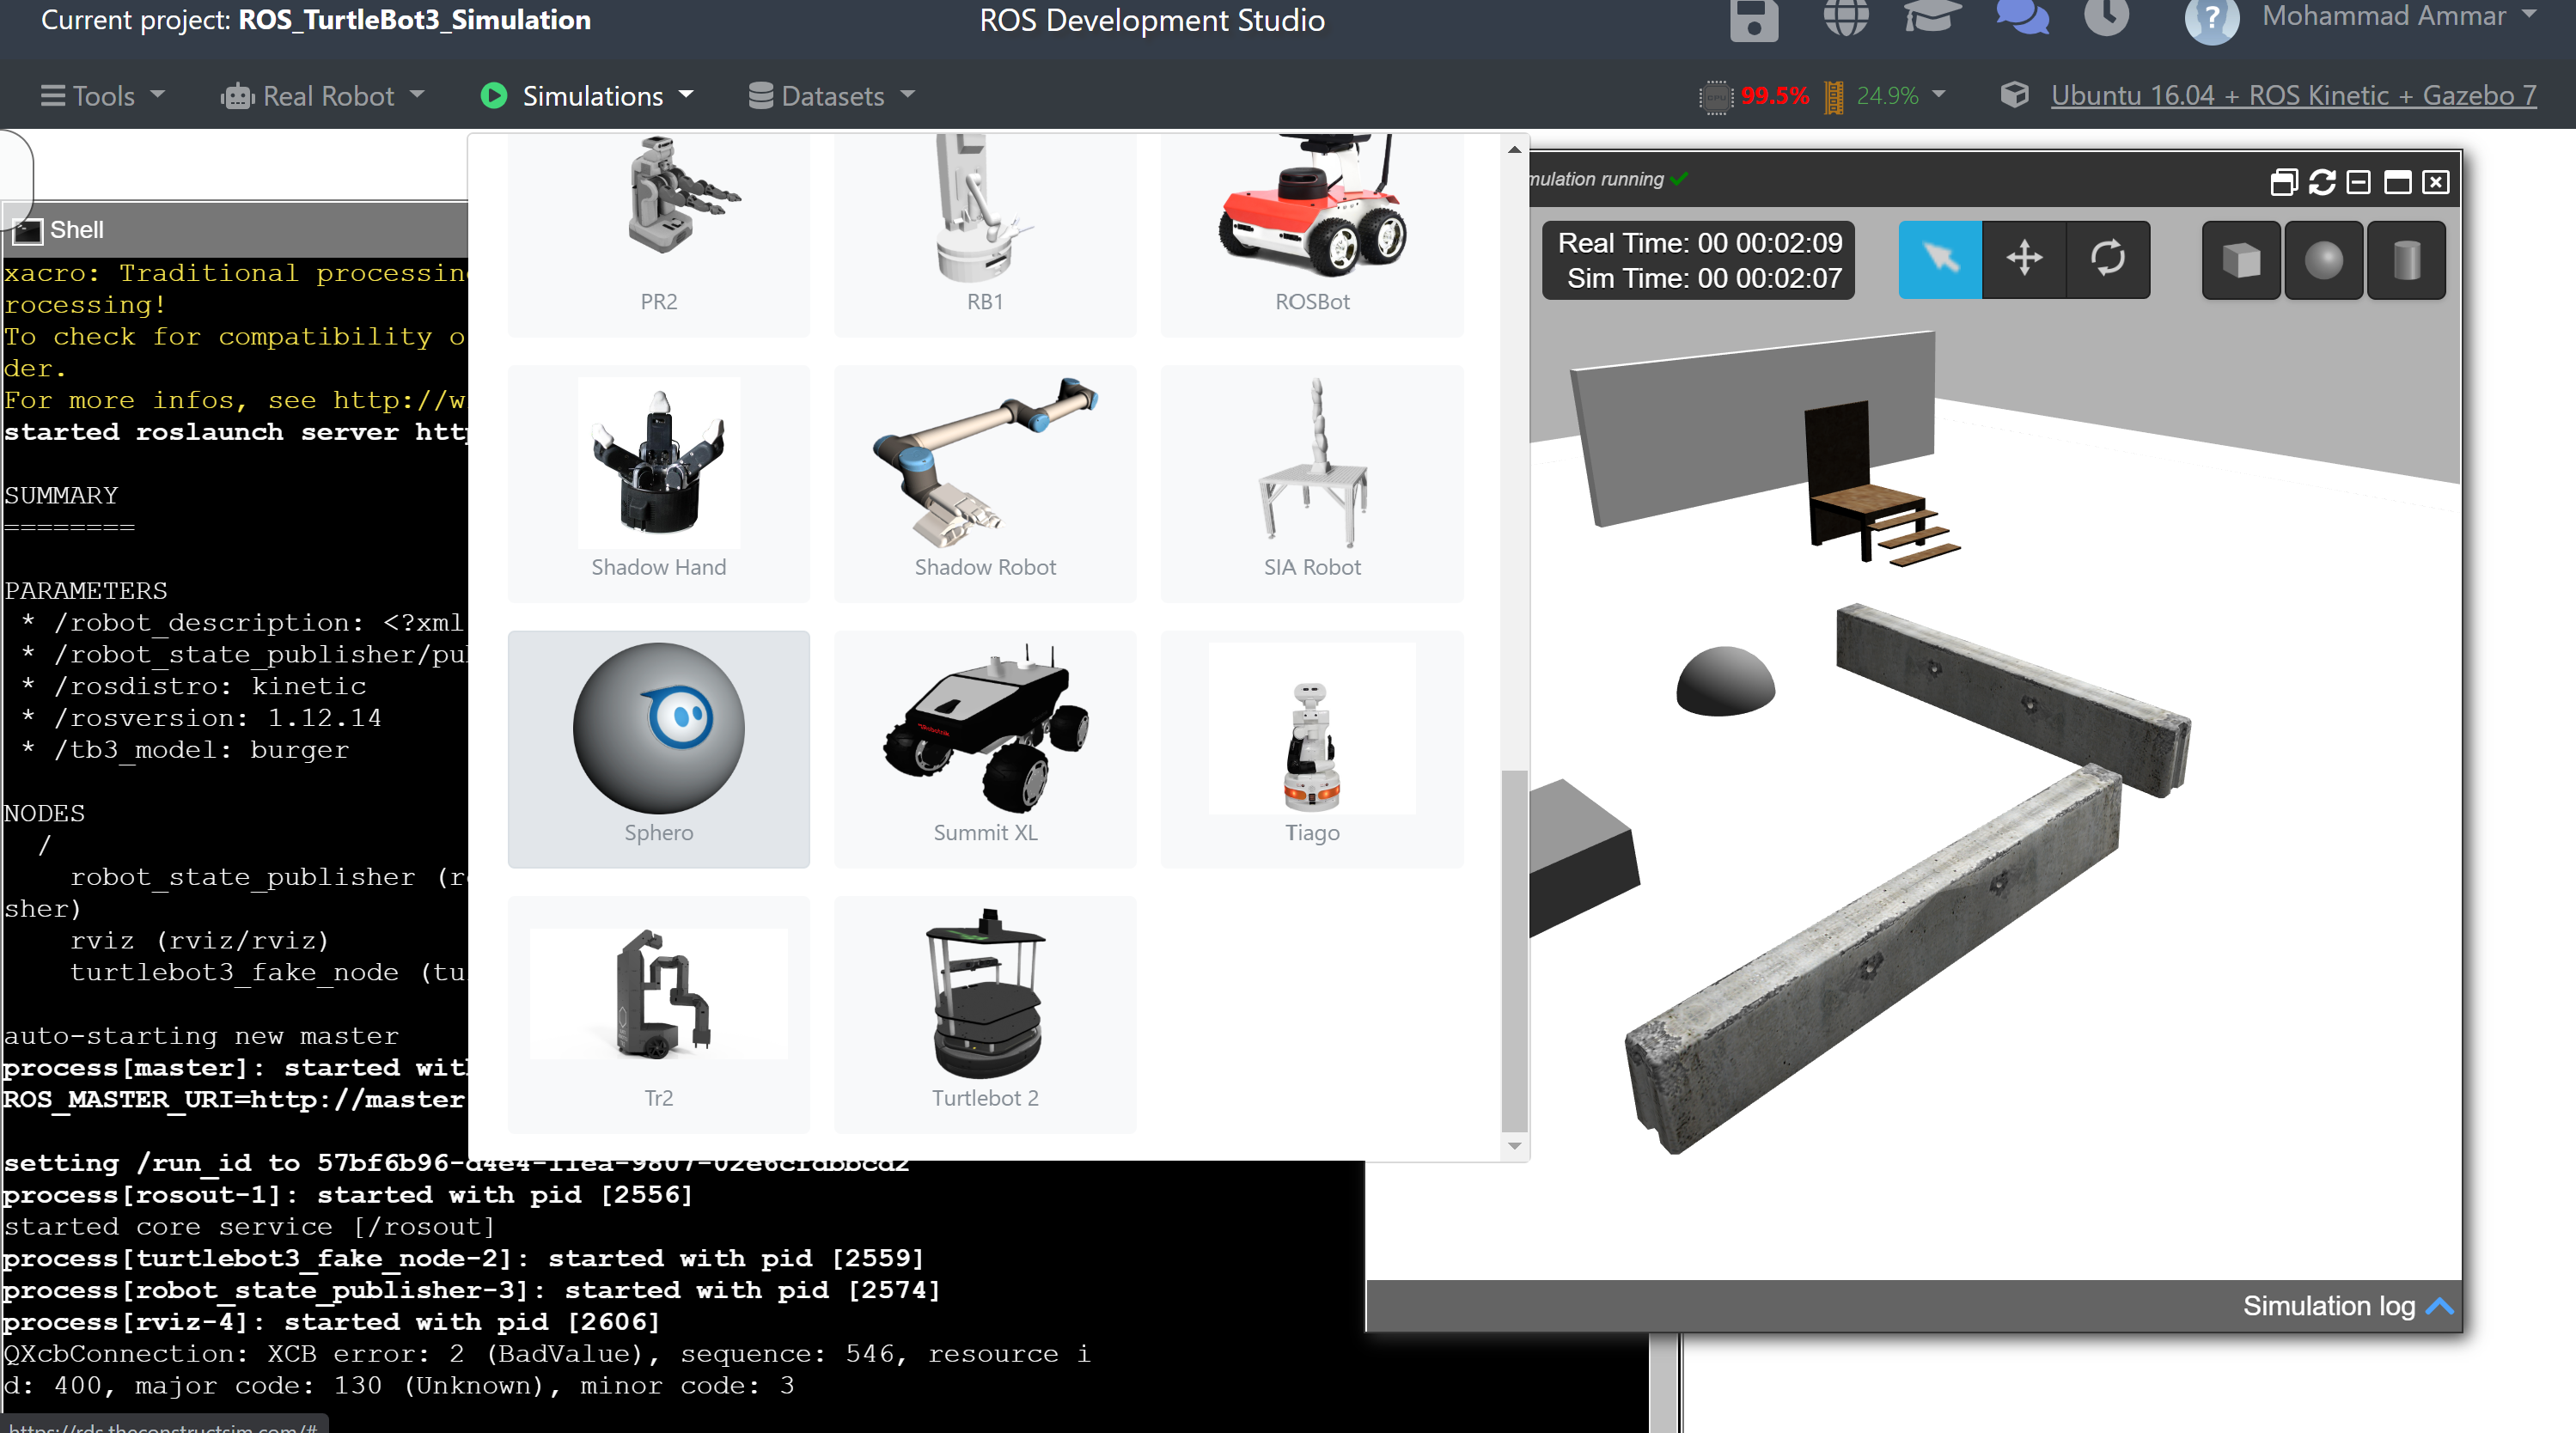 Current project: ROS_TurtleBot3_Simulation
ROS Development Studio
Mohammad Ammar
Tools
Real Robot
Simulations
Datasets
99.5%
24.9%
Ubuntu 16.04 + ROS Kinetic + Gazebo 7
PR2
RB1
ROSBot
Shadow Hand
Shadow Robot
SIA Robot
Sphero
Summit XL
Tiago
Tr2
Turtlebot 2
Shell
xacro: Traditional processin
rocessing!
To check for compatibility o
der.
For more infos, see http://w
started roslaunch server htt
SUMMARY
========
PARAMETERS
* /robot_description: <?xml
* /robot_state_publisher/pu
* /rosdistro: kinetic
* /rosversion: 1.12.14
* /tb3_model: burger
NODES
/
robot_state_publisher (r
sher)
rviz (rviz/rviz)
turtlebot3_fake_node (tu
auto-starting new master
process[master]: started wit
ROS_MASTER_URI=http://master
setting /run_id to 57bf6b96-d4e4-11ea-9807-02e6cfdbbcd2
process[rosout-1]: started with pid [2556]
started core service [/rosout]
process[turtlebot3_fake_node-2]: started with pid [2559]
process[robot_state_publisher-3]: started with pid [2574]
process[rviz-4]: started with pid [2606]
QXcbConnection: XCB error: 2 (BadValue), sequence: 546, resource i
d: 400, major code: 130 (Unknown), minor code: 3
https://rds.theconstructsim.com/#
mulation running
Real Time: 00 00:02:09
Sim Time: 00 00:02:07
Simulation log